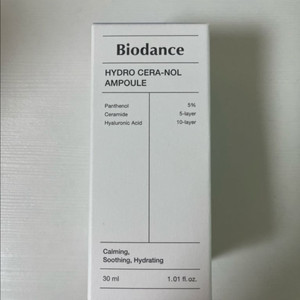 Biodance
HYDRO CERA-NOL
AMPOULE
Panthenol 5%
Ceramide 5-layer
Hyaluronic Acid 10-layer
Calming,
Soothing, Hydrating
30 ml 1.01 fl. oz.